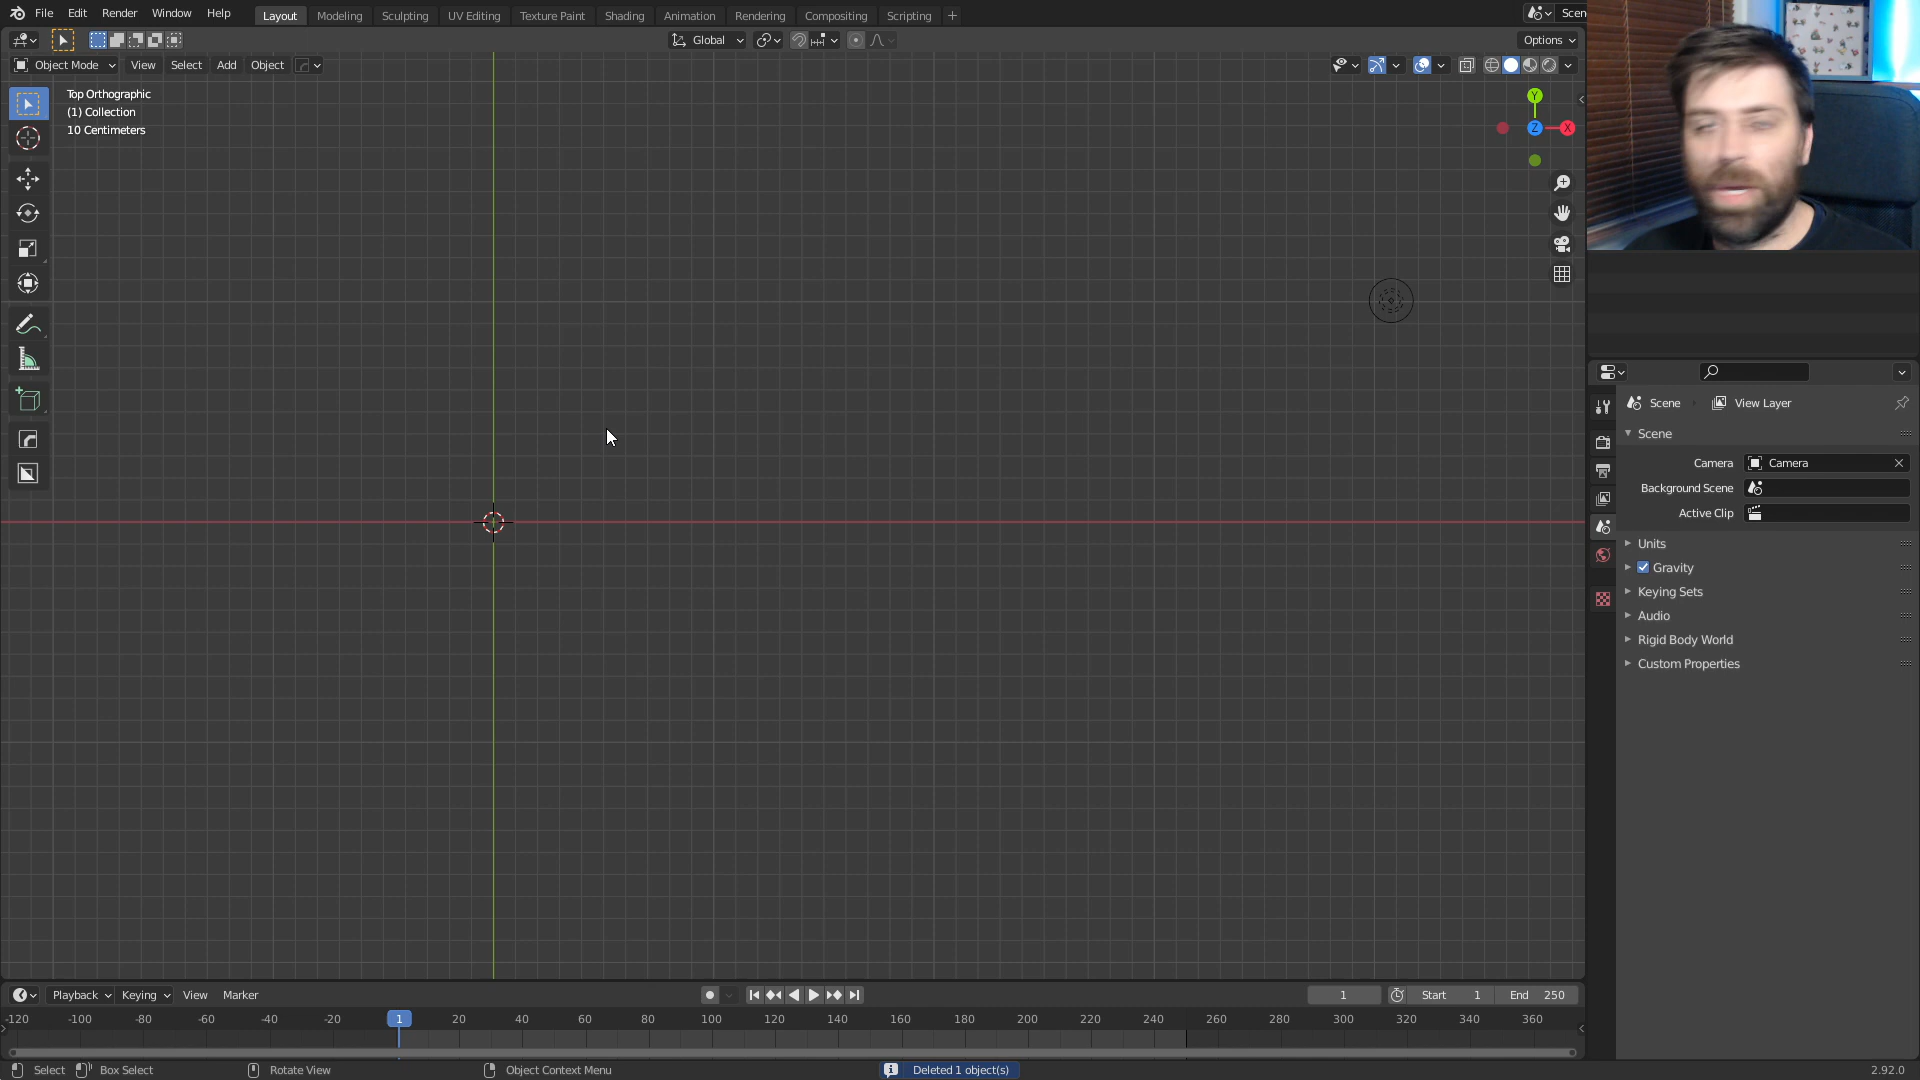 File Edit Render Window Help Layout Modeling Sculpting UV Editing Texture Paint Shading Animation Rendering Compositing Scripting + Scen
Global Options
Object Mode View Select Add Object
Top Orthographic
(1) Collection
10 Centimeters
Y
Z X
Scene View Layer
Scene
Camera Camera
Background Scene
Active Clip
Units
Gravity
Keying Sets
Audio
Rigid Body World
Custom Properties
Playback Keying View Marker 1 Start 1 End 250
-120 -100 -80 -60 -40 -20 1 20 40 60 80 100 120 140 160 180 200 220 240 260 280 300 320 340 360
Select Box Select Rotate View Object Context Menu Deleted 1 object(s) 2.92.0